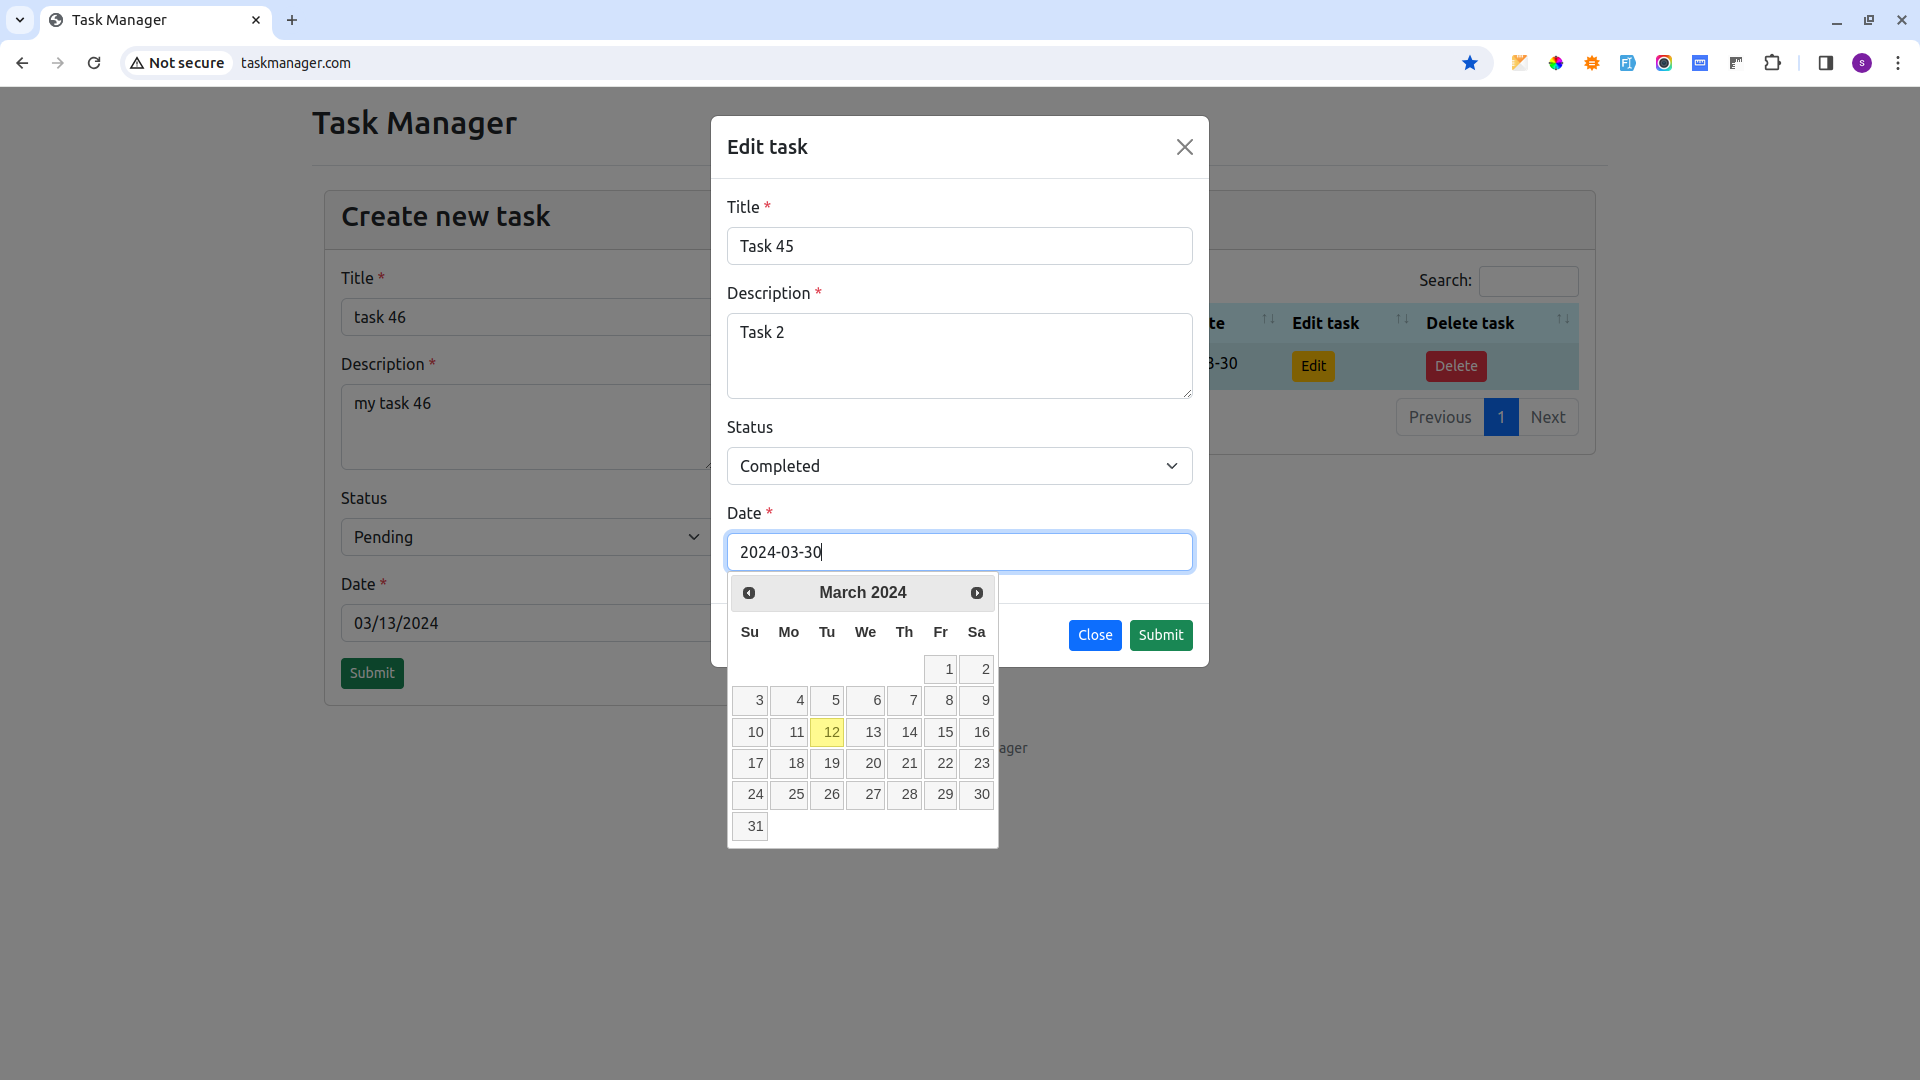 Task Manager
Not secure taskmanager.com
S
Task Manager
Create new task
Title *
task 46
Description *
my task 46
Status
Pending
Date *
03/13/2024
Submit
Edit task
Title *
Task 45
Description *
Task 2
Status
Completed
Date *
2024-03-30
March 2024
Su Mo Tu We Th Fr Sa
1 2
3 4 5 6 7 8 9
10 11 12 13 14 15 16
17 18 19 20 21 22 23
24 25 26 27 28 29 30
31
Close Submit
Search:
te Edit task Delete task
3-30 Edit Delete
Previous 1 Next
ager